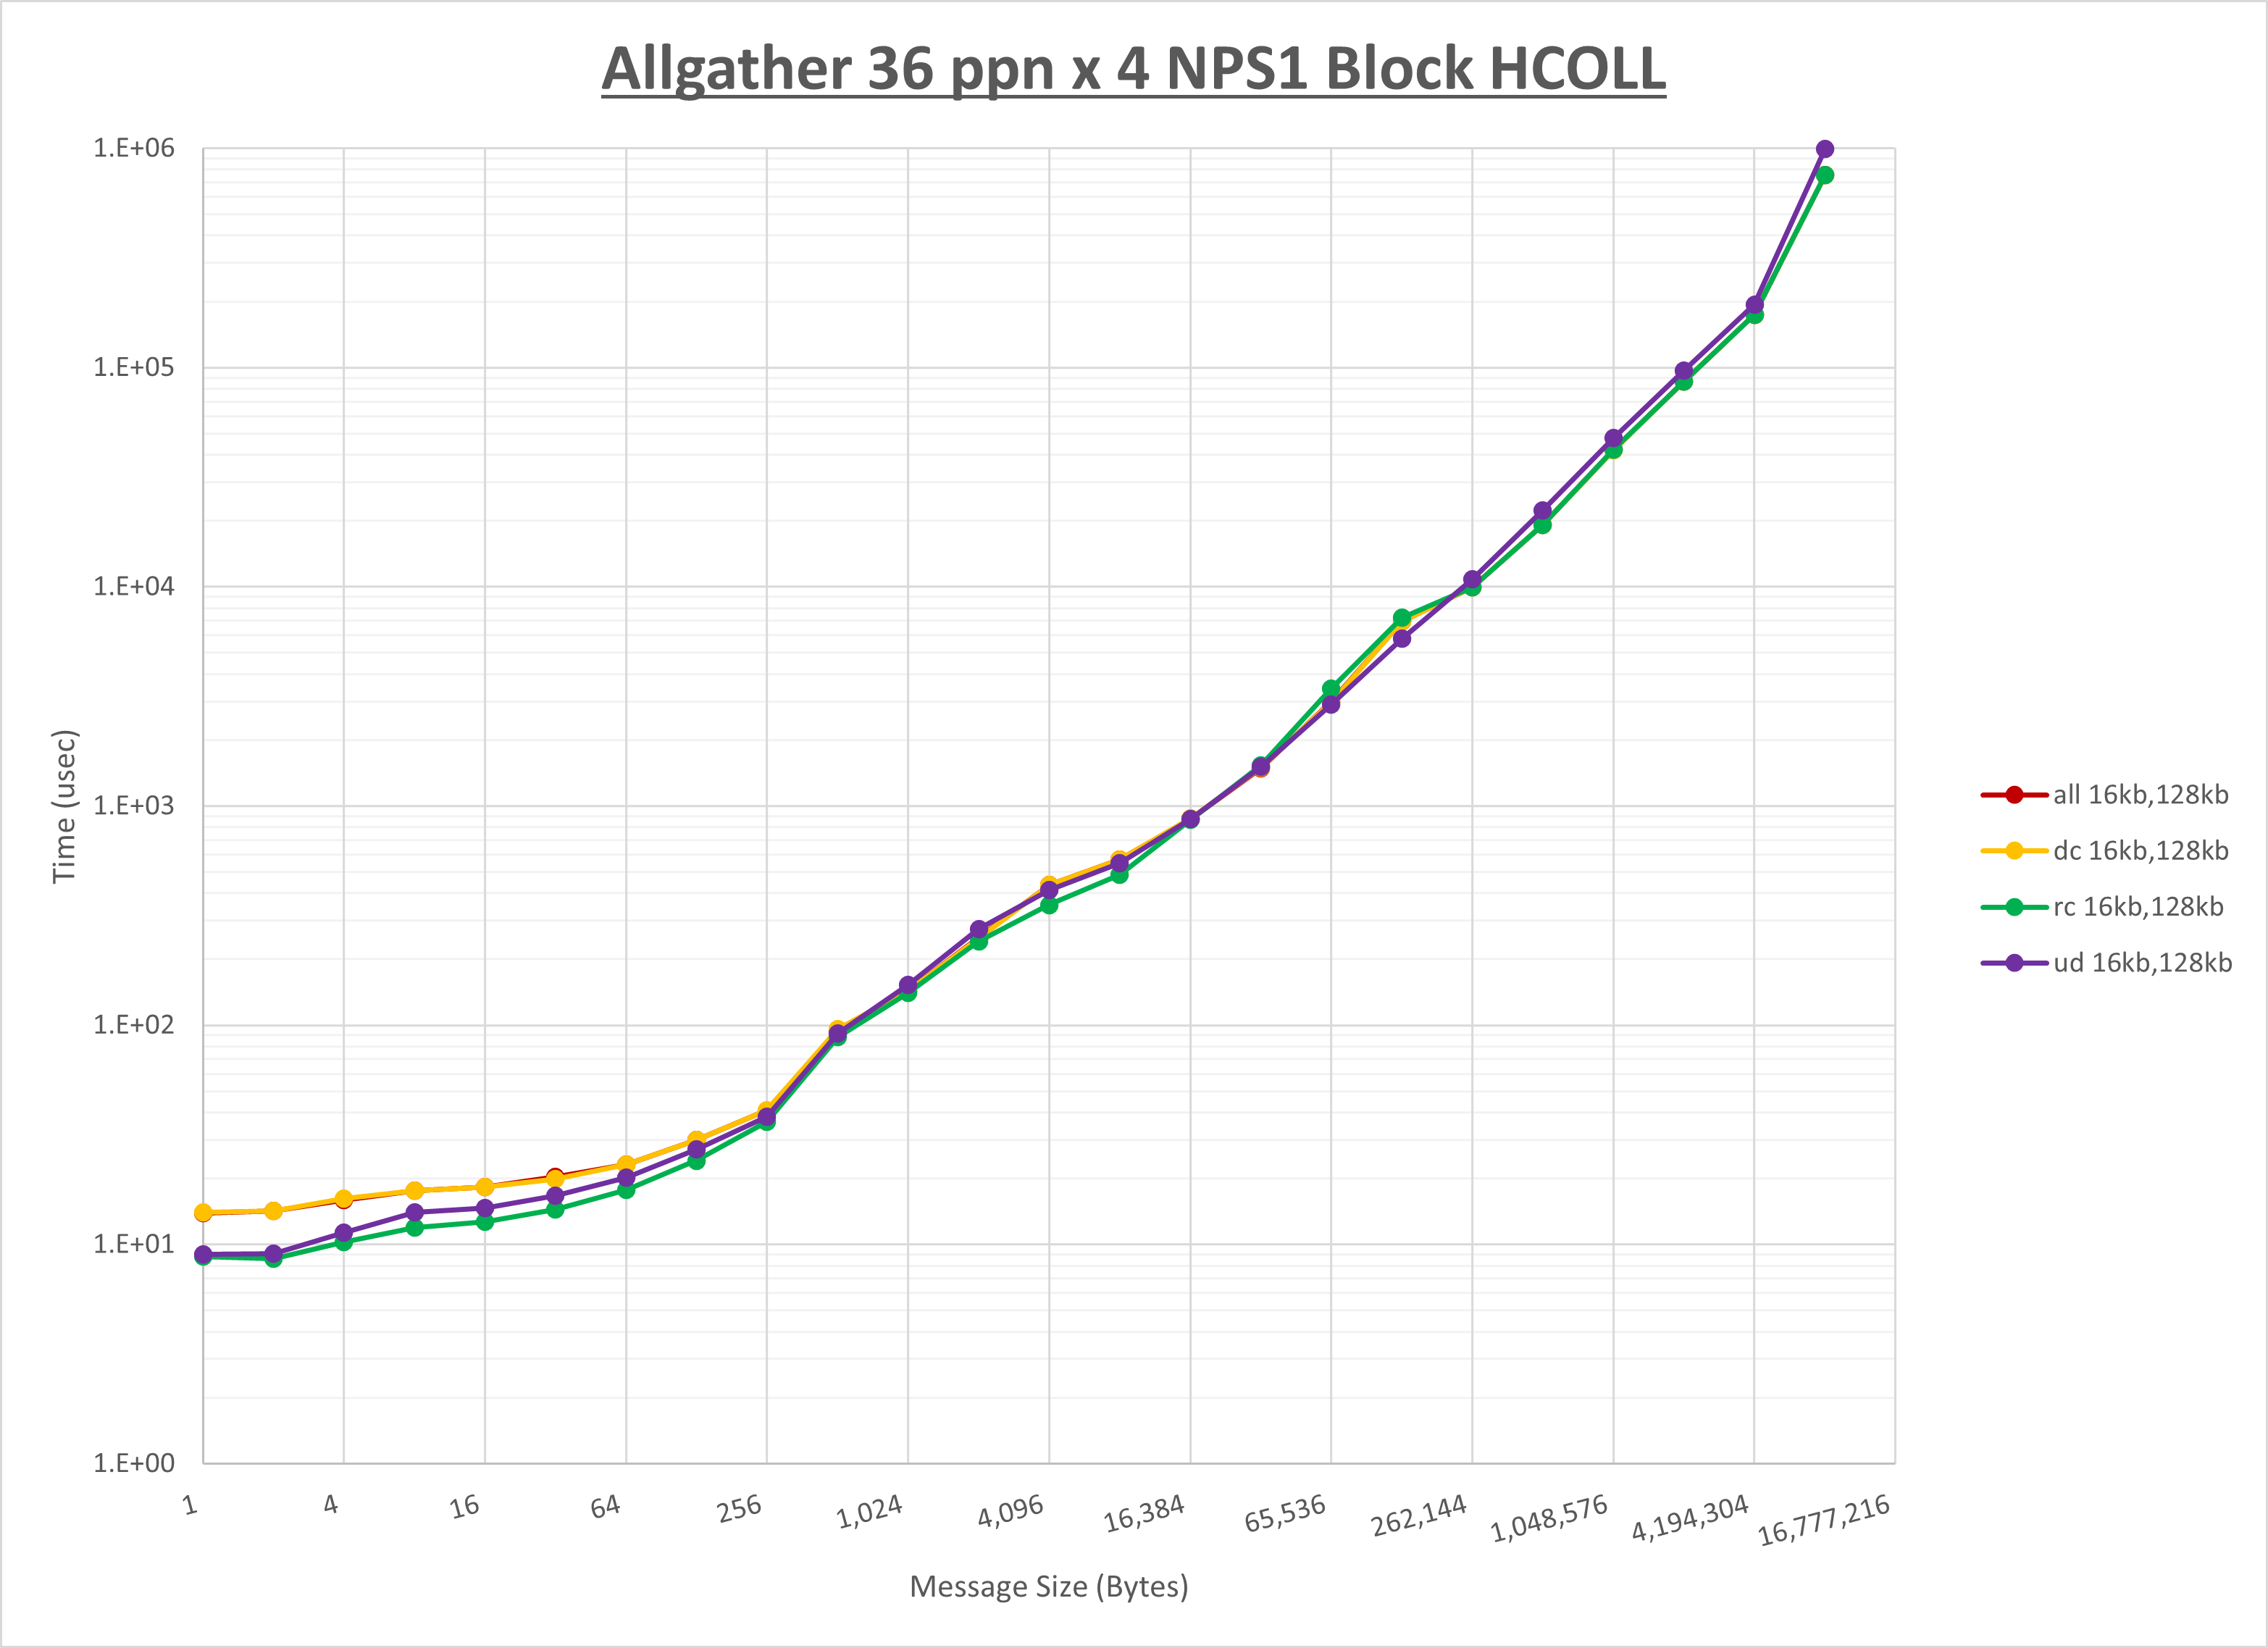 Allgather 36 ppn x 4 NPS1 Block HCOLL
1.E+06
1.E+05
1.E+04
1.E+03
1.E+02
1.E+01
1.E+00
Time (usec)
1
4
16
64
256
1,024
4,096
16,384
65,536
262,144
1,048,576
4,194,304
16,777,216
Message Size (Bytes)
all 16kb,128kb
dc 16kb,128kb
rc 16kb,128kb
ud 16kb,128kb